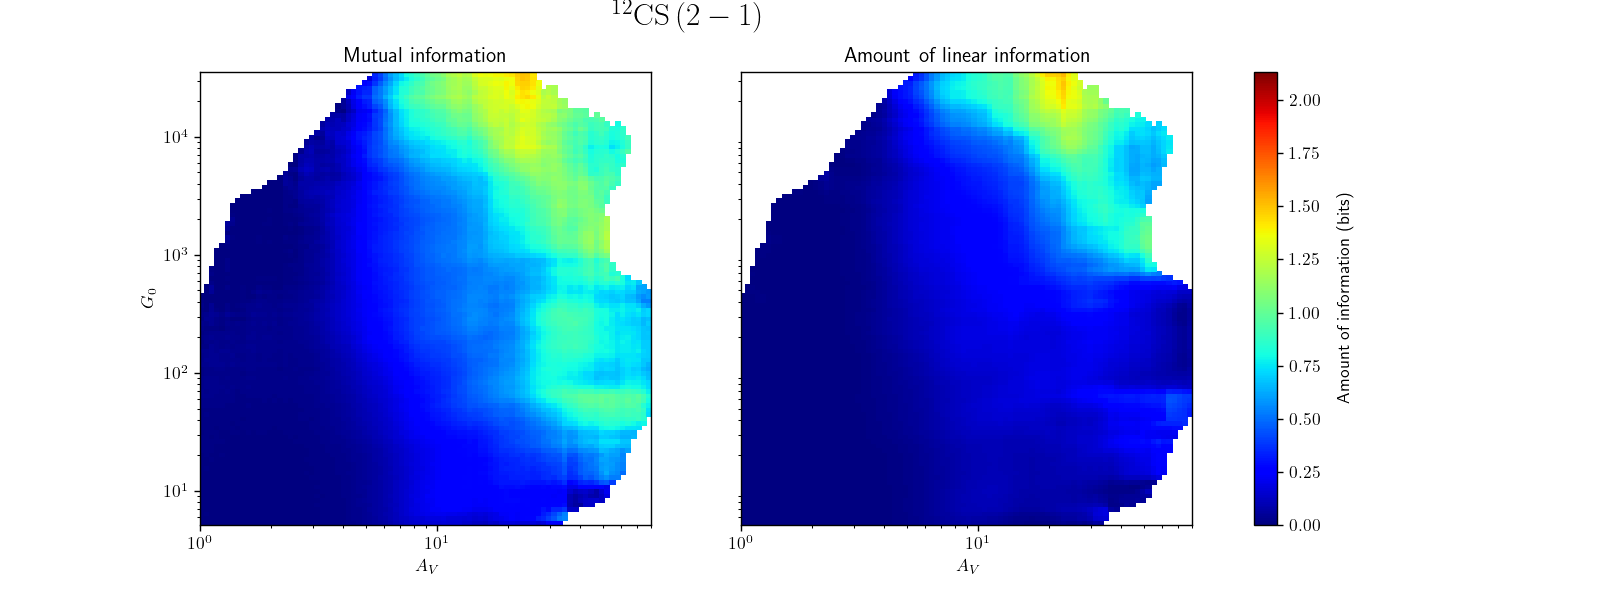 ¹²CS (2 − 1)
Mutual information
Amount of linear information
G₀
10⁴
10³
10²
10¹
10⁰
10¹
A_V
10⁰
10¹
A_V
2.00
1.75
1.50
1.25
1.00
0.75
0.50
0.25
0.00
Amount of information (bits)